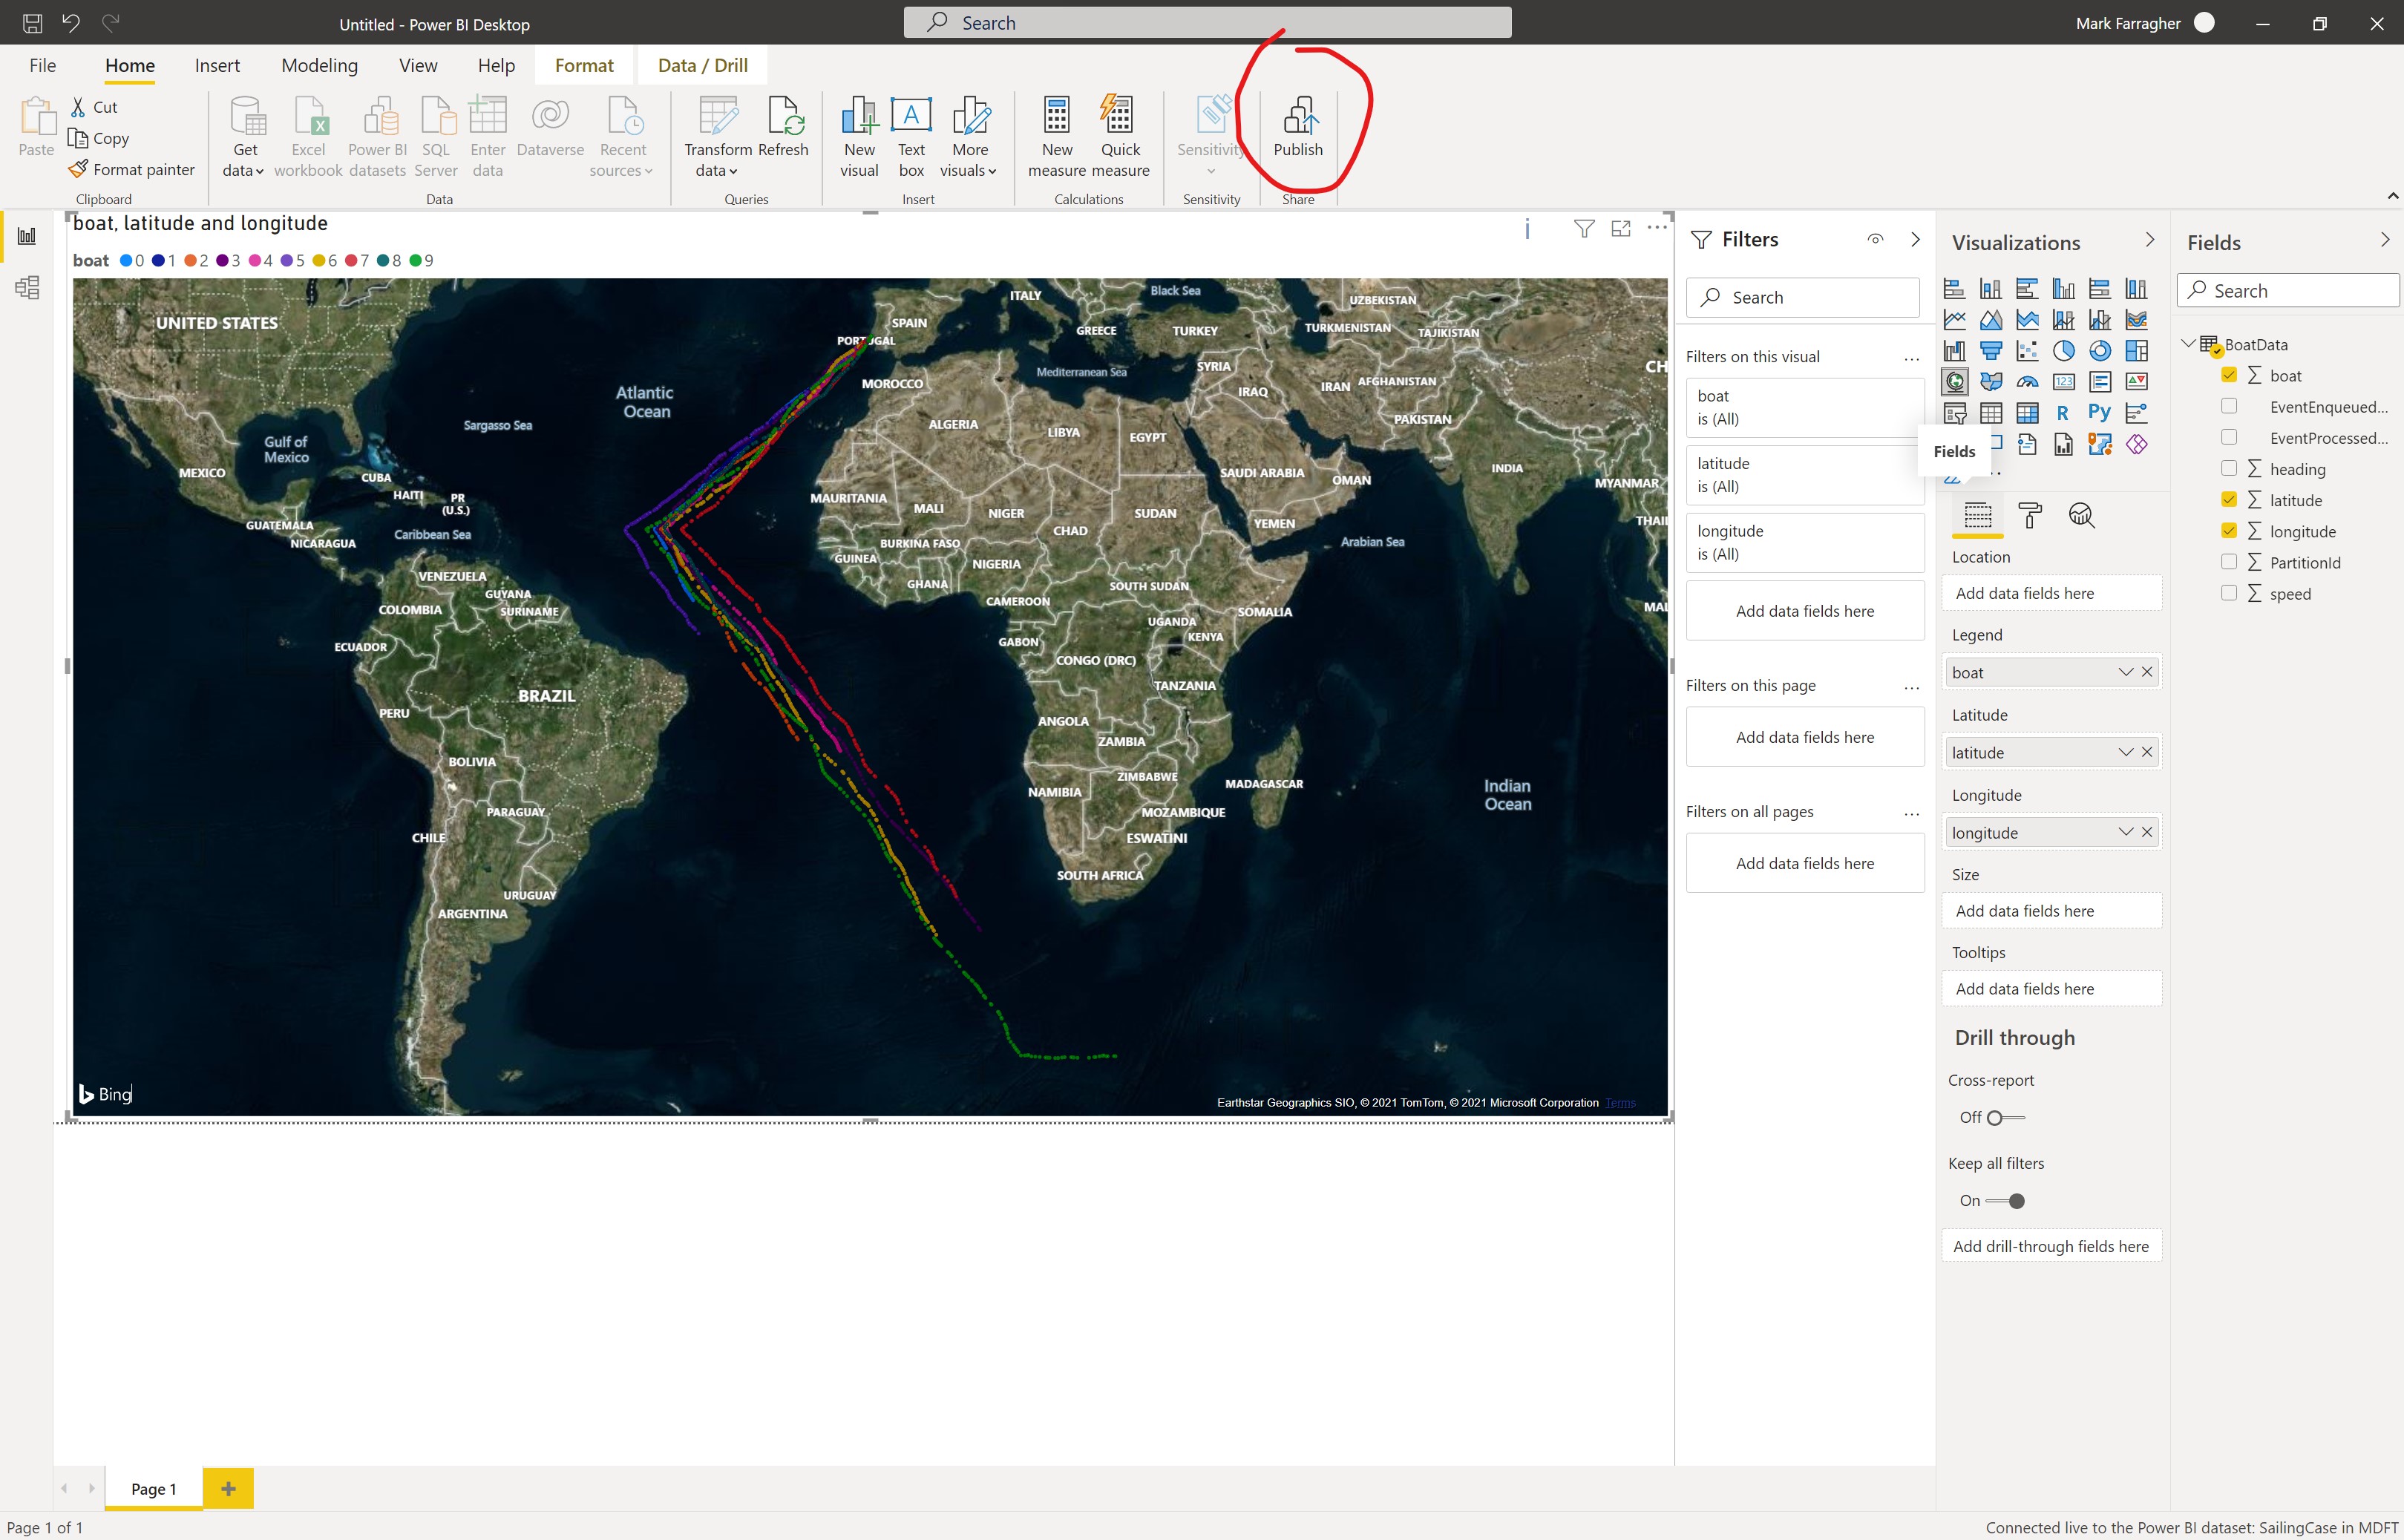 Untitled - Power BI Desktop
Search
Mark Farragher
File
Home
Insert
Modeling
View
Help
Format
Data / Drill
Paste
Cut
Copy
Format painter
Clipboard
Get data
Excel workbook
Power BI datasets
SQL Server
Enter data
Dataverse
Recent sources
Data
Transform data
Refresh
Queries
New visual
Text box
More visuals
Insert
New measure
Quick measure
Calculations
Sensitivity
Sensitivity
Publish
Share
boat, latitude and longitude
boat 0 1 2 3 4 5 6 7 8 9
UNITED STATES
Gulf of Mexico
MEXICO
CUBA
HAITI
PR (U.S.)
GUATEMALA
NICARAGUA
Caribbean Sea
Sargasso Sea
Atlantic Ocean
VENEZUELA
GUYANA
SURINAME
COLOMBIA
ECUADOR
BRAZIL
PERU
BOLIVIA
PARAGUAY
CHILE
URUGUAY
ARGENTINA
ITALY
Black Sea
SPAIN
PORTUGAL
GREECE
TURKEY
UZBEKISTAN
TURKMENISTAN
TAJIKISTAN
CH
MOROCCO
Mediterranean Sea
SYRIA
IRAQ
IRAN
AFGHANISTAN
PAKISTAN
ALGERIA
LIBYA
EGYPT
SAUDI ARABIA
OMAN
INDIA
MYANMAR
MAURITANIA
MALI
NIGER
CHAD
SUDAN
YEMEN
THAI
Arabian Sea
BURKINA FASO
GUINEA
GHANA
NIGERIA
CAMEROON
SOUTH SUDAN
SOMALIA
MAL
UGANDA
KENYA
GABON
CONGO (DRC)
TANZANIA
ANGOLA
ZAMBIA
ZIMBABWE
NAMIBIA
MADAGASCAR
MOZAMBIQUE
ESWATINI
SOUTH AFRICA
Indian Ocean
Bing
Earthstar Geographics SIO, © 2021 TomTom, © 2021 Microsoft Corporation Terms
Filters
Search
Filters on this visual
...
boat
is (All)
latitude
is (All)
longitude
is (All)
Add data fields here
Filters on this page
...
Add data fields here
Filters on all pages
...
Add data fields here
Visualizations
123
R
Py
Fields
Location
Add data fields here
Legend
boat
Latitude
latitude
Longitude
longitude
Size
Add data fields here
Tooltips
Add data fields here
Drill through
Cross-report
Off
Keep all filters
On
Add drill-through fields here
Fields
Search
BoatData
boat
EventEnqueued...
EventProcessed...
heading
latitude
longitude
PartitionId
speed
Page 1
Page 1 of 1
Connected live to the Power BI dataset: SailingCase in MDFT